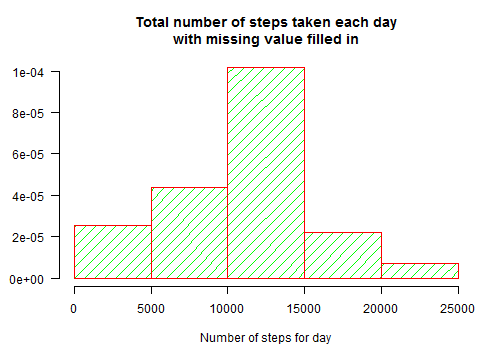 Total number of steps taken each day
with missing value filled in
1e-04
8e-05
6e-05
4e-05
2e-05
0e+00
0 5000 10000 15000 20000 25000
Number of steps for day